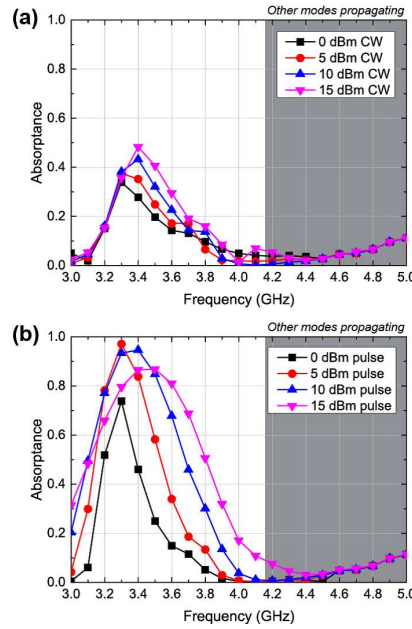 Other modes propagating
(a)
1.0
0 dBm CW
5 dBm CW
0.8
10 dBm CW
15 dBm CW
0.6
Absorptance
0.4
0.2
0.0
3.0 3.2 3.4 3.6 3.8 4.0 4.2 4.4 4.6 4.8 5.0
Frequency (GHz)
Other modes propagating
(b)
1.0
0 dBm pulse
5 dBm pulse
0.8
10 dBm pulse
15 dBm pulse
0.6
Absorptance
0.4
0.2
0.0
3.0 3.2 3.4 3.6 3.8 4.0 4.2 4.4 4.6 4.8 5.0
Frequency (GHz)